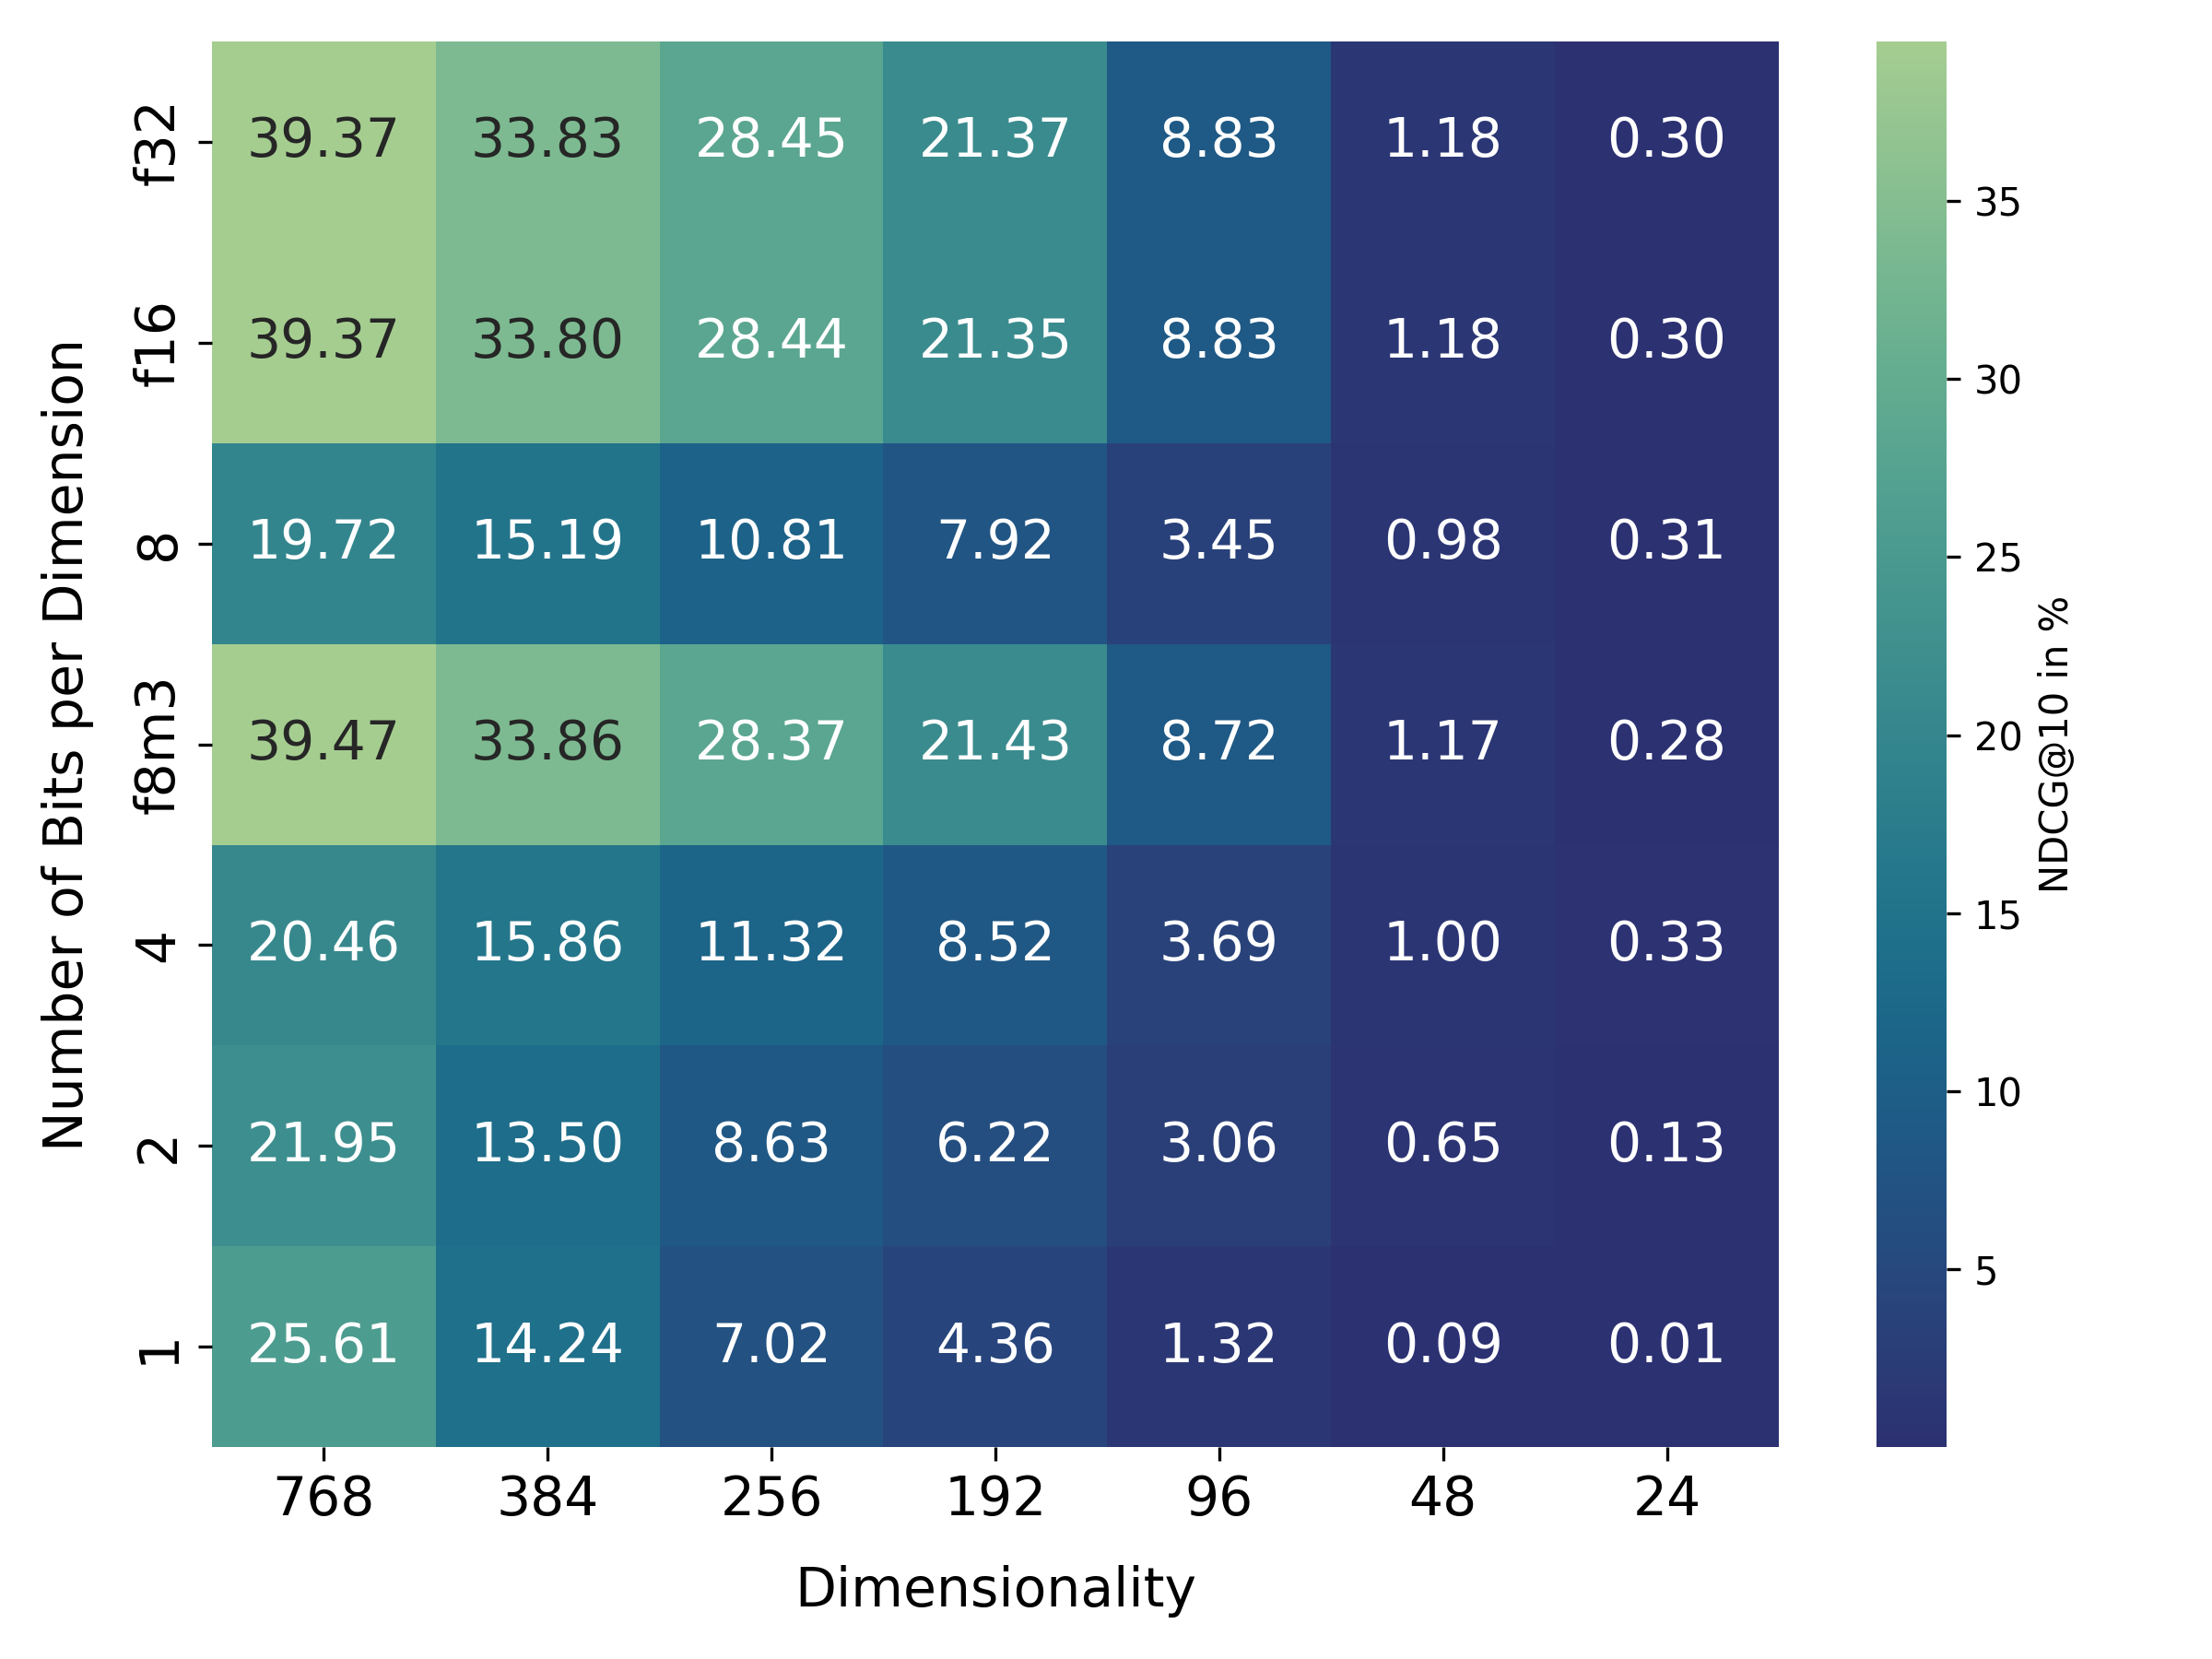 Number of Bits per Dimension
f32 39.37 33.83 28.45 21.37 8.83 1.18 0.30
f16 39.37 33.80 28.44 21.35 8.83 1.18 0.30
8 19.72 15.19 10.81 7.92 3.45 0.98 0.31
f8m3 39.47 33.86 28.37 21.43 8.72 1.17 0.28
4 20.46 15.86 11.32 8.52 3.69 1.00 0.33
2 21.95 13.50 8.63 6.22 3.06 0.65 0.13
1 25.61 14.24 7.02 4.36 1.32 0.09 0.01
768 384 256 192 96 48 24
Dimensionality
35
30
25
20
15
10
5
NDCG@10 in %